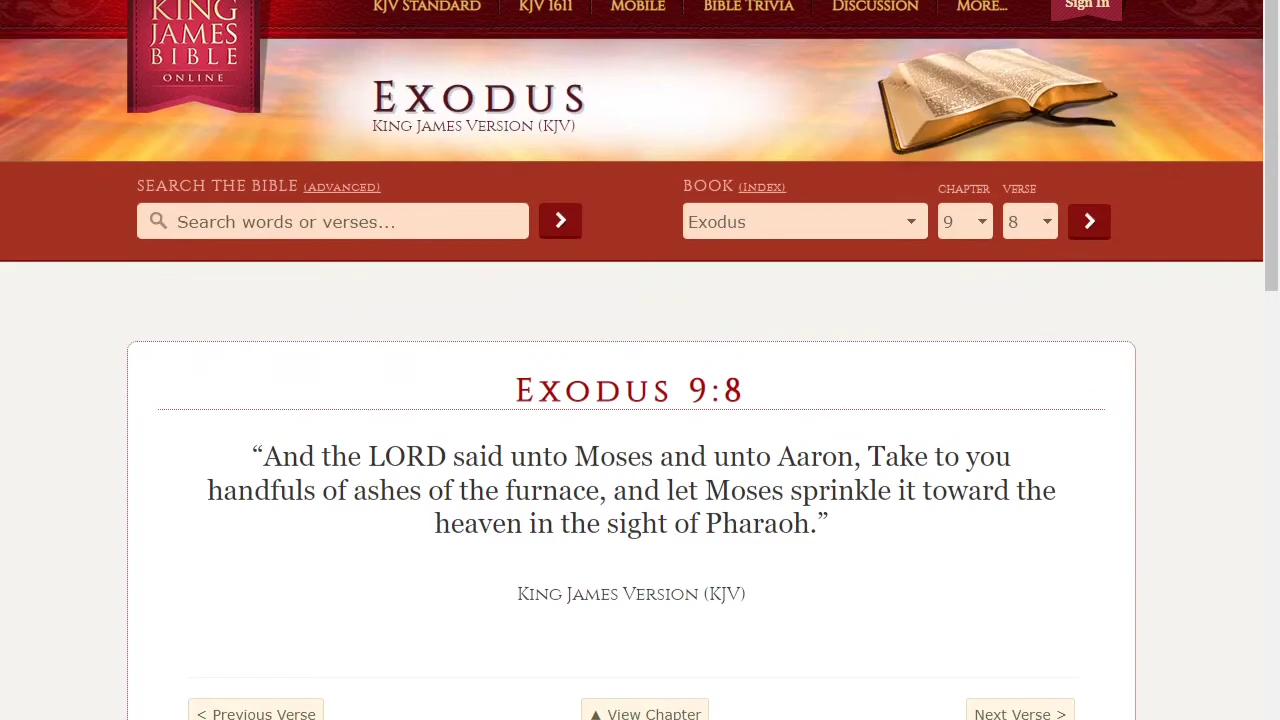 KJV Standard KJV 1611 Mobile Bible Trivia Discussion More... Sign In
KING
JAMES
BIBLE
ONLINE
Exodus
King James Version (KJV)
Search the Bible (Advanced)
Search words or verses...
Book (Index) Chapter Verse
Exodus 9 8
Exodus 9:8
“And the LORD said unto Moses and unto Aaron, Take to you
handfuls of ashes of the furnace, and let Moses sprinkle it toward the
heaven in the sight of Pharaoh.”
King James Version (KJV)
< Previous Verse ▲ View Chapter Next Verse >